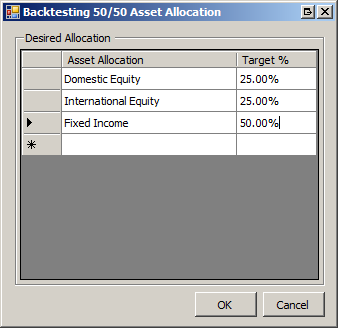 Backtesting 50/50 Asset Allocation
Desired Allocation
Asset Allocation Target %
Domestic Equity 25.00%
International Equity 25.00%
Fixed Income 50.00%
OK Cancel